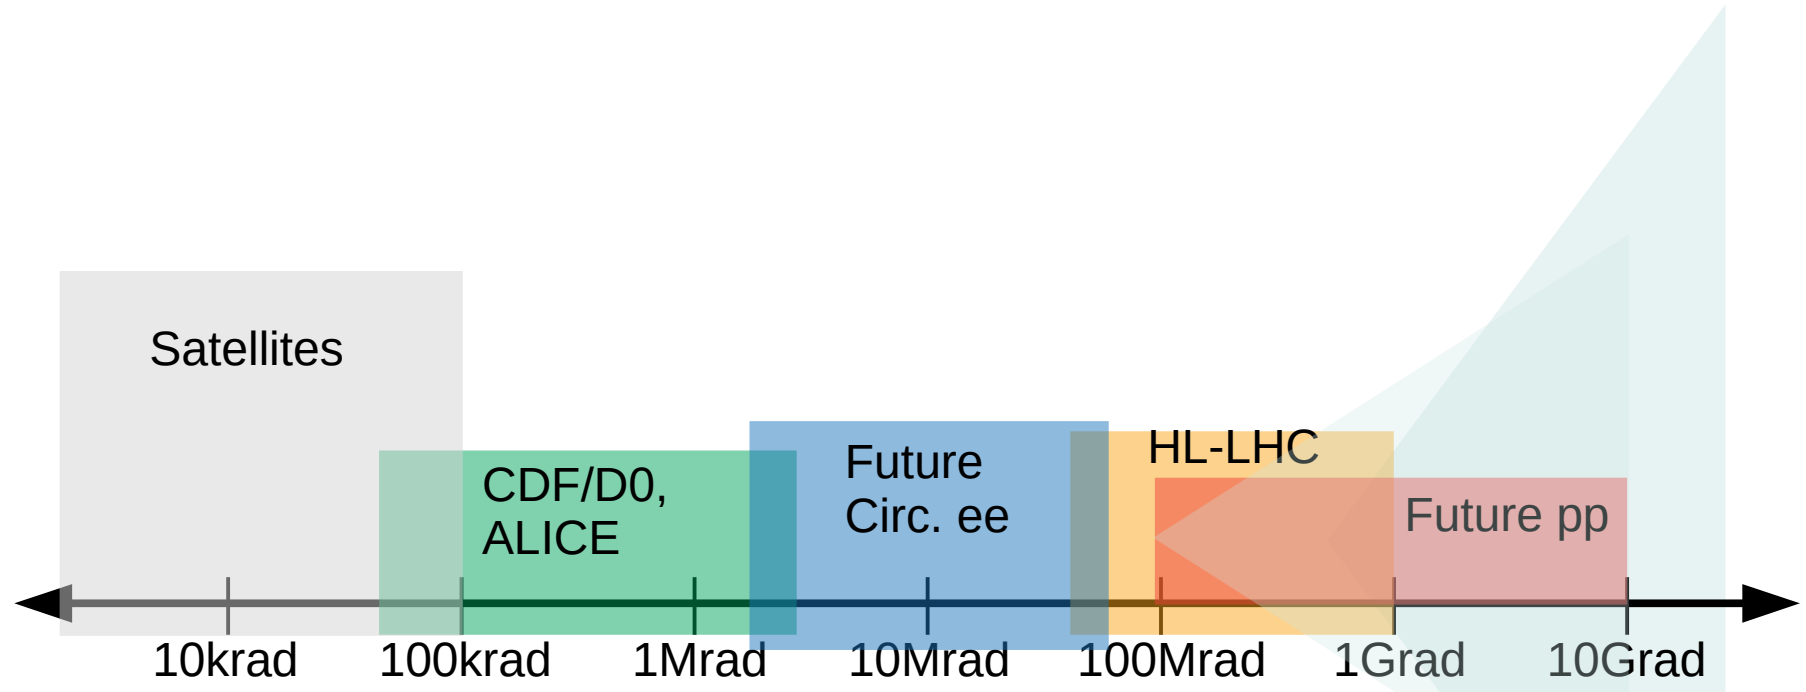 Satellites
CDF/D0,
ALICE
Future
Circ. ee
HL-LHC
Future pp
10krad
100krad
1Mrad
10Mrad
100Mrad
1Grad
10Grad